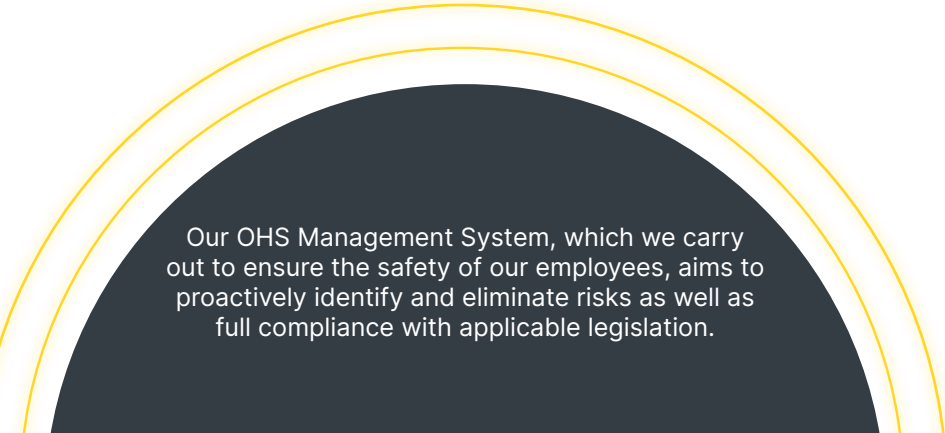 Our OHS Management System, which we carry
out to ensure the safety of our employees, aims to
proactively identify and eliminate risks as well as
full compliance with applicable legislation.